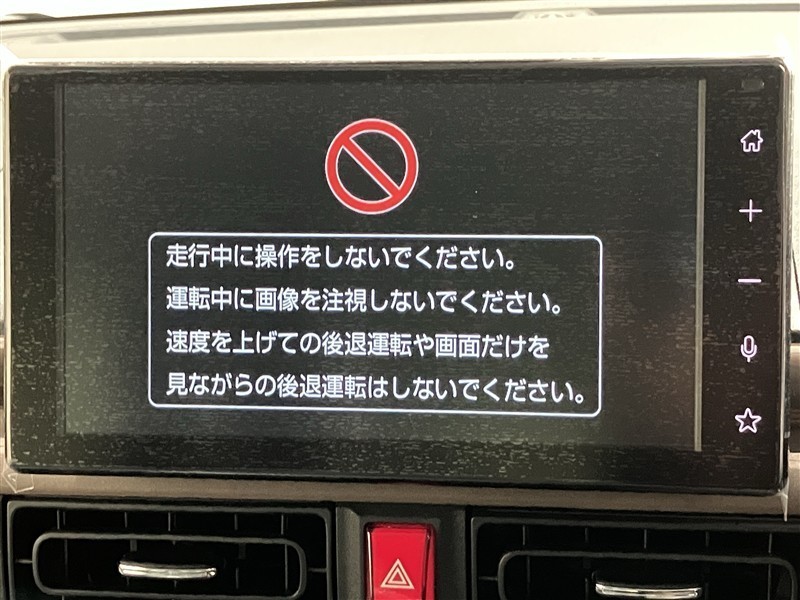 走行中に操作をしないでください。
運転中に画像を注視しないでください。
速度を上げての後退運転や画面だけを
見ながらの後退運転はしないでください。